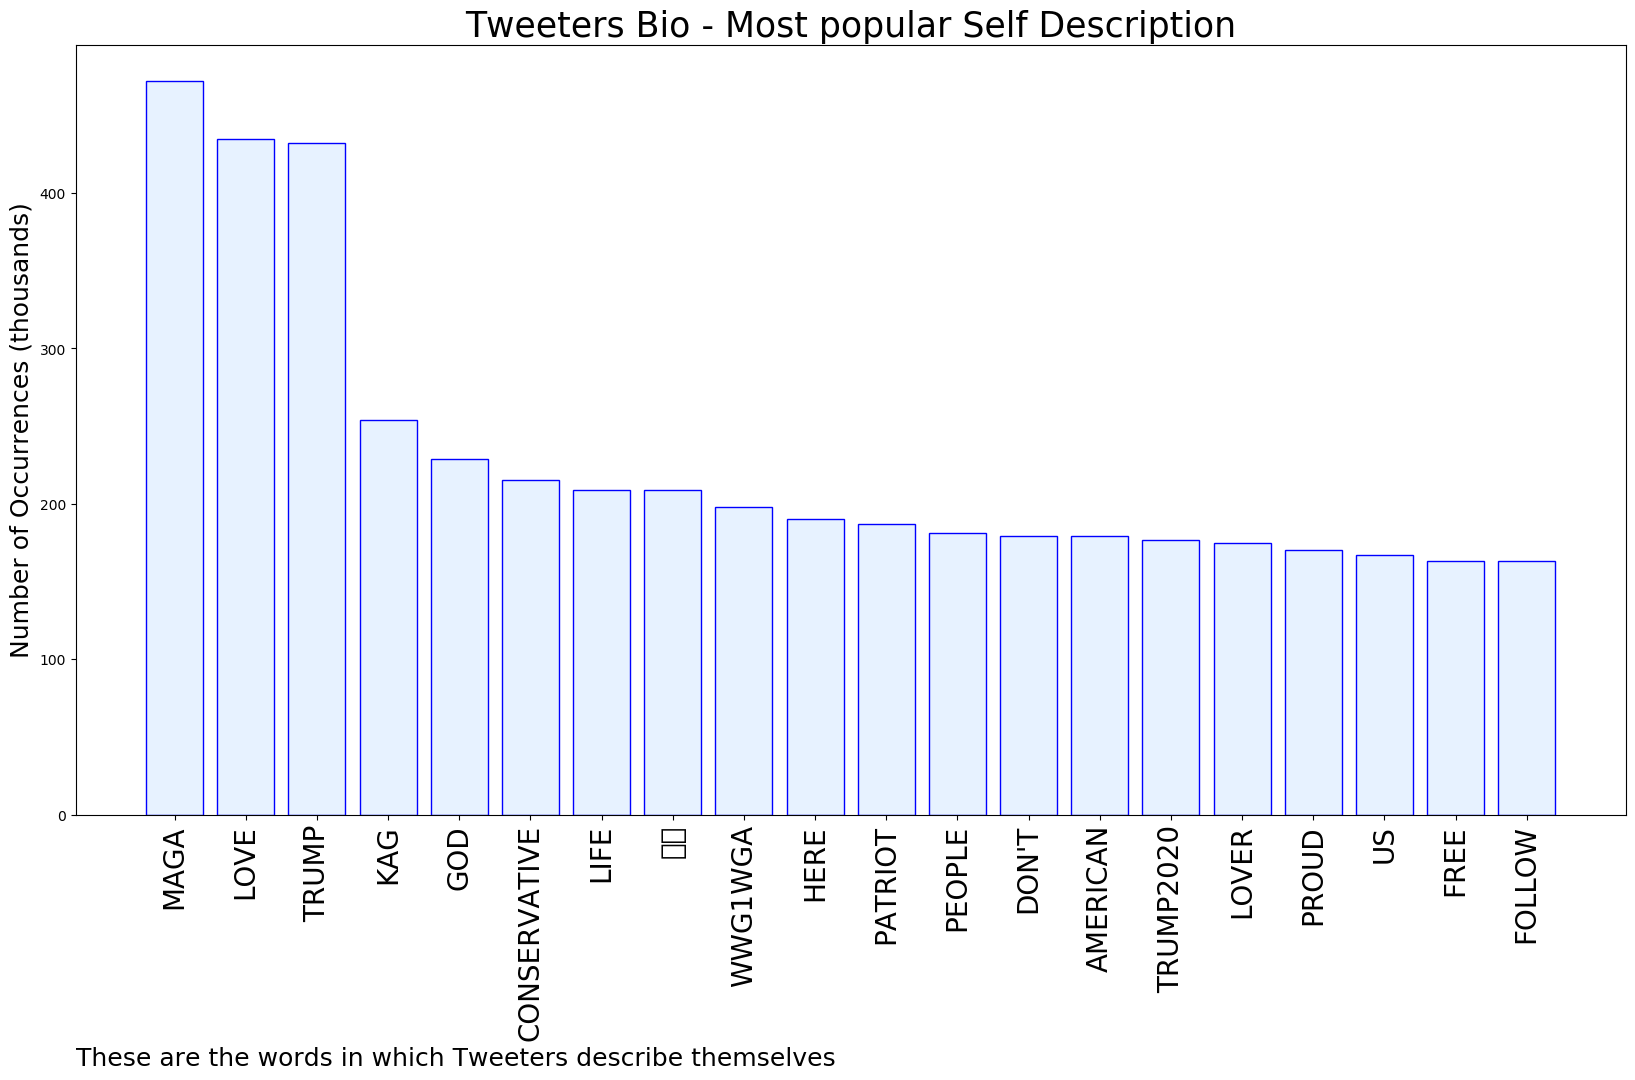 Tweeters Bio - Most popular Self Description
Number of Occurrences (thousands)
400
300
200
100
0
MAGA
LOVE
TRUMP
KAG
GOD
CONSERVATIVE
LIFE
WWG1WGA
HERE
PATRIOT
PEOPLE
DON'T
AMERICAN
TRUMP2020
LOVER
PROUD
US
FREE
FOLLOW
These are the words in which Tweeters describe themselves